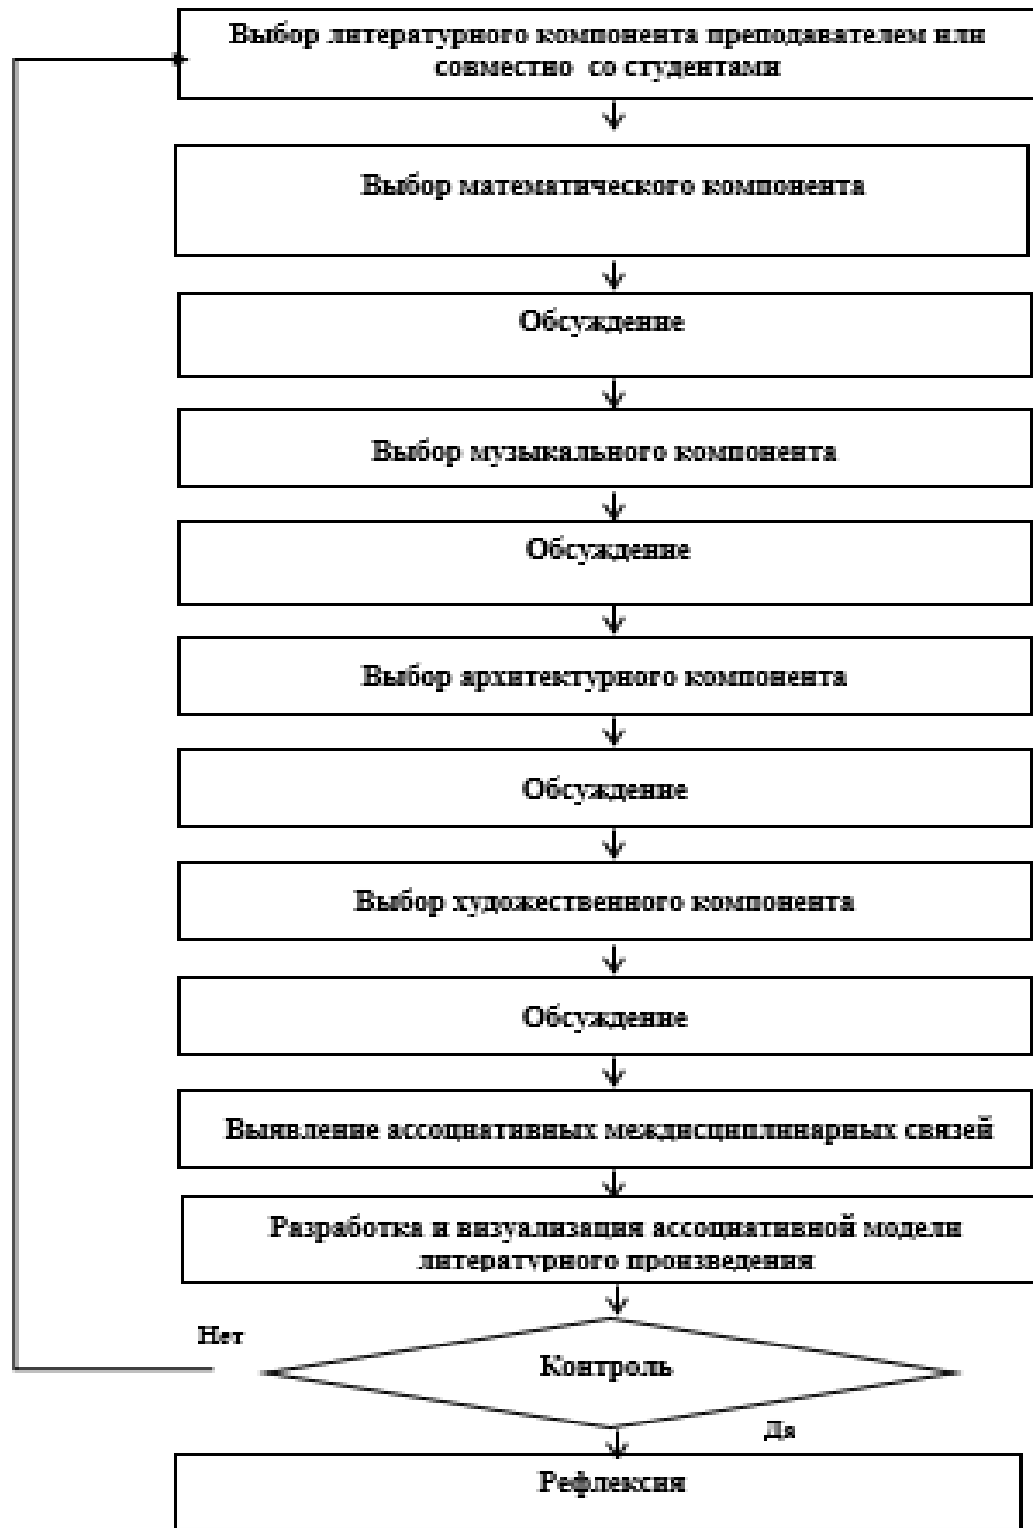 Выбор литературного компонента преподавателем или
совместно со студентами
Выбор математического компонента
Обсуждение
Выбор музыкального компонента
Обсуждение
Выбор архитектурного компонента
Обсуждение
Выбор художественного компонента
Обсуждение
Выявление ассоциативных междисциплинарных связей
Разработка и визуализация ассоциативной модели
литературного произведения
Нет
Контроль
Да
Рефлексия